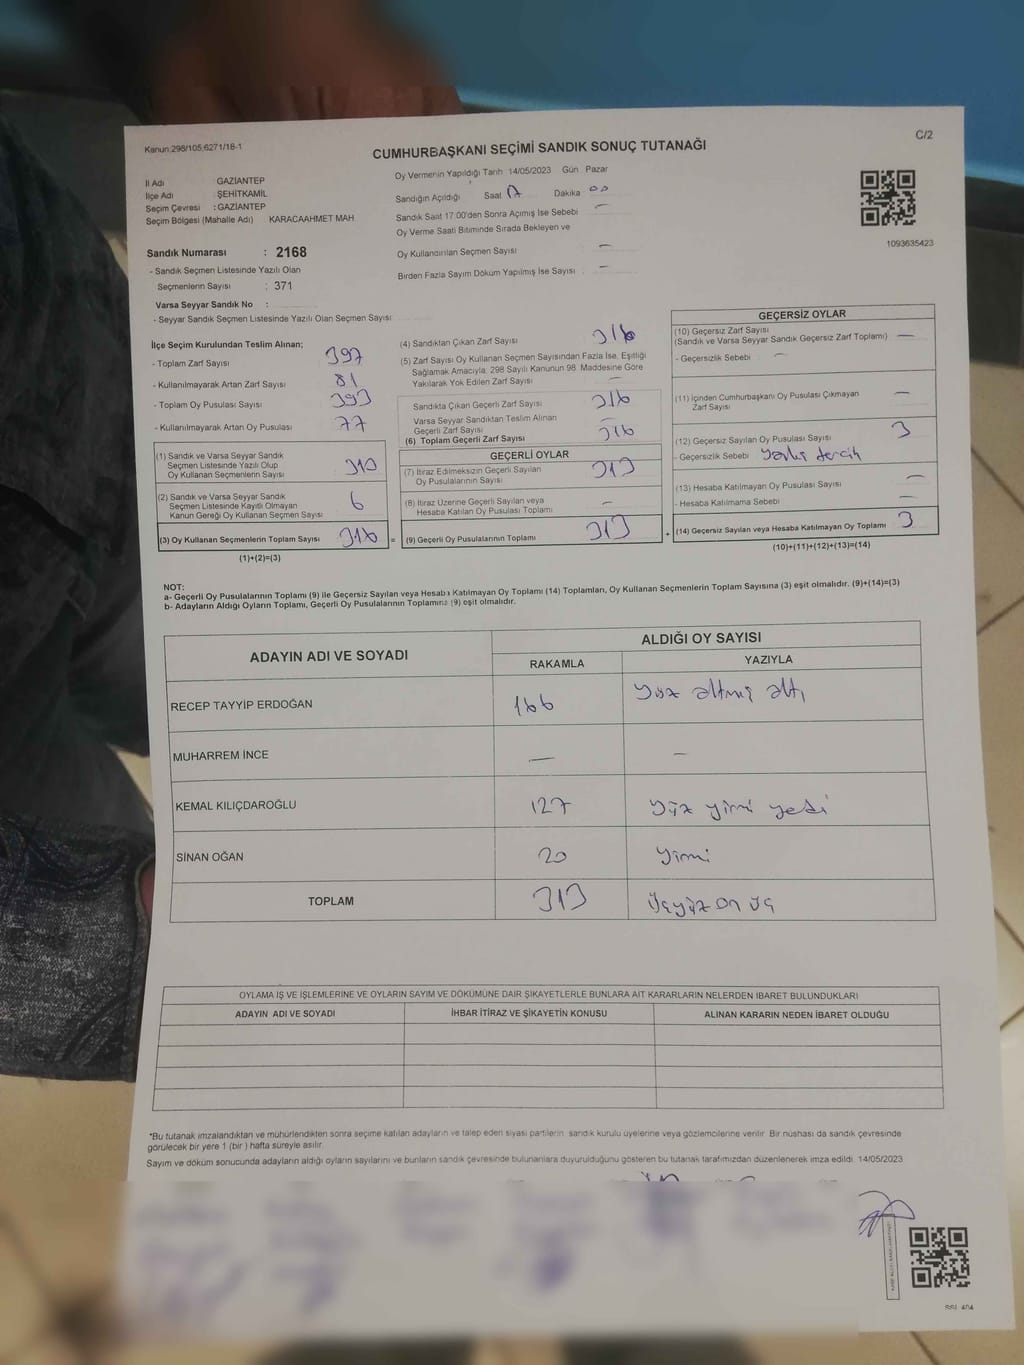 Kanun:298/105,6271/18-1
C/2
CUMHURBAŞKANI SEÇİMİ SANDIK SONUÇ TUTANAĞI
İl Adı : GAZİANTEP
İlçe Adı : ŞEHİTKAMİL
Seçim Çevresi : GAZİANTEP
Seçim Bölgesi (Mahalle Adı) KARACAAHMET MAH
Oy Vermenin Yapıldığı Tarih 14/05/2023 Gün Pazar
Sandığın Açıldığı Saat 17 Dakika 00
Sandık Saat 17:00'den Sonra Açımış İse Sebebi —
Oy Verme Saati Bitiminde Sırada Bekleyen ve
Oy Kullandırılan Seçmen Sayısı —
Birden Fazla Sayım Döküm Yapılmış İse Sayısı —
1093635423
Sandık Numarası : 2168
- Sandık Seçmen Listesinde Yazılı Olan
Seçmenlerin Sayısı : 371
Varsa Seyyar Sandık No :
- Seyyar Sandık Seçmen Listesinde Yazılı Olan Seçmen Sayısı
İlçe Seçim Kurulundan Teslim Alınan;
- Toplam Zarf Sayısı 397
- Kullanılmayarak Artan Zarf Sayısı 81
- Toplam Oy Pusulası Sayısı 393
- Kullanılmayarak Artan Oy Pusulası 77
(1) Sandık ve Varsa Seyyar Sandık
Seçmen Listesinde Yazılı Olup
Oy Kullanan Seçmenlerin Sayısı 310
(2) Sandık ve Varsa Seyyar Sandık
Seçmen Listesinde Kayıtlı Olmayan
Kanun Gereği Oy Kullanan Seçmen Sayısı 6
(3) Oy Kullanan Seçmenlerin Toplam Sayısı 316 =
(1)+(2)=(3)
(4) Sandıktan Çıkan Zarf Sayısı 316
(5) Zarf Sayısı Oy Kullanan Seçmen Sayısından Fazla İse, Eşitliği
Sağlamak Amacıyla, 298 Sayılı Kanunun 98. Maddesine Göre
Yakılarak Yok Edilen Zarf Sayısı —
Sandıkta Çıkan Geçerli Zarf Sayısı 316
Varsa Seyyar Sandıktan Teslim Alınan
Geçerli Zarf Sayısı —
(6) Toplam Geçerli Zarf Sayısı 316
GEÇERLİ OYLAR
(7) İtiraz Edilmeksizin Geçerli Sayılan
Oy Pusulalarının Sayısı 313
(8) İtiraz Üzerine Geçerli Sayılan veya
Hesaba Katılan Oy Pusulası Toplamı —
(9) Geçerli Oy Pusulalarının Toplamı 313 +
GEÇERSİZ OYLAR
(10) Geçersiz Zarf Sayısı
(Sandık ve Varsa Seyyar Sandık Geçersiz Zarf Toplamı) —
- Geçersizlik Sebebi —
(11) İçinden Cumhurbaşkanı Oy Pusulası Çıkmayan
Zarf Sayısı —
(12) Geçersiz Sayılan Oy Pusulası Sayısı 3
- Geçersizlik Sebebi Yanlış tercih
(13) Hesaba Katılmayan Oy Pusulası Sayısı —
- Hesaba Katılmama Sebebi —
(14) Geçersiz Sayılan veya Hesaba Katılmayan Oy Toplamı 3
(10)+(11)+(12)+(13)=(14)
NOT:
a- Geçerli Oy Pusulalarının Toplamı (9) ile Geçersiz Sayılan veya Hesaba Katılmayan Oy Toplamı (14) Toplamları, Oy Kullanan Seçmenlerin Toplam Sayısına (3) eşit olmalıdır. (9)+(14)=(3)
b- Adayların Aldığı Oyların Toplamı, Geçerli Oy Pusulalarının Toplamına (9) eşit olmalıdır.
ADAYIN ADI VE SOYADI
ALDIĞI OY SAYISI
RAKAMLA YAZIYLA
RECEP TAYYİP ERDOĞAN 166 Yüz altmış altı
MUHARREM İNCE — —
KEMAL KILIÇDAROĞLU 127 Yüz yirmi yedi
SİNAN OĞAN 20 Yirmi
TOPLAM 313 Üçyüz on üç
OYLAMA İŞ VE İŞLEMLERİNE VE OYLARIN SAYIM VE DÖKÜMÜNE DAİR ŞİKAYETLERLE BUNLARA AİT KARARLARIN NELERDEN İBARET BULUNDUKLARI
ADAYIN ADI VE SOYADI İHBAR İTİRAZ VE ŞİKAYETİN KONUSU ALINAN KARARIN NEDEN İBARET OLDUĞU
*Bu tutanak imzalandıktan ve mühürlendikten sonra seçime katılan adayların ve talep eden siyasi partilerin, sandık kurulu üyelerine veya gözlemcilerine verilir. Bir nüshası da sandık çevresinde
görülecek bir yere 1 (bir) hafta süreyle asılır.
Sayım ve döküm sonucunda adayların aldığı oyların sayılarını ve bunların sandık çevresinde bulunanlara duyurulduğunu gösteren bu tutanak tarafımızdan düzenlenerek imza edildi. 14/05/2023